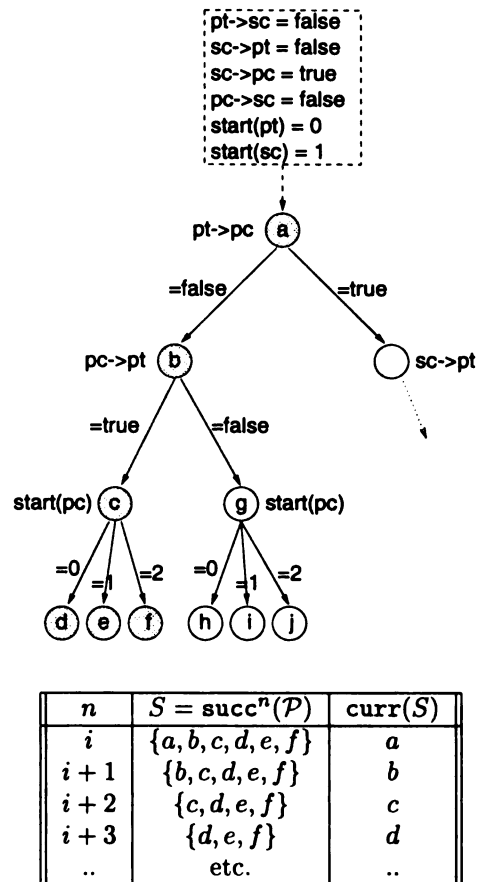 pt->sc = false
sc->pt = false
sc->pc = true
pc->sc = false
start(pt) = 0
start(sc) = 1
pt->pc a
=false =true
pc->pt b sc->pt
=true =false
start(pc) c g start(pc)
=0 =1 =2 =0 =1 =2
d e f h i j
n S = succⁿ(𝒫) curr(S)
i {a, b, c, d, e, f} a
i + 1 {b, c, d, e, f} b
i + 2 {c, d, e, f} c
i + 3 {d, e, f} d
.. etc. ..